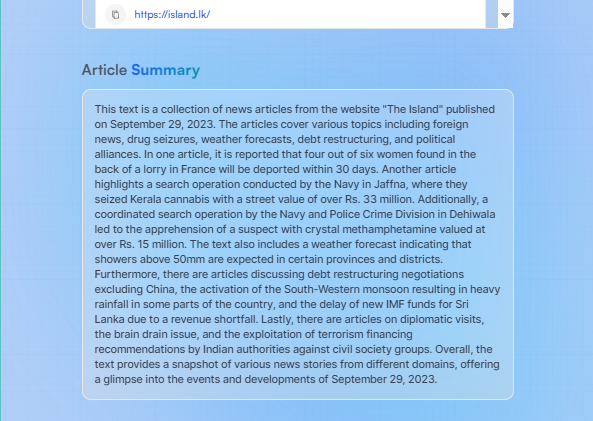 https://island.lk/
Article Summary
This text is a collection of news articles from the website "The Island" published
on September 29, 2023. The articles cover various topics including foreign
news, drug seizures, weather forecasts, debt restructuring, and political
alliances. In one article, it is reported that four out of six women found in the
back of a lorry in France will be deported within 30 days. Another article
highlights a search operation conducted by the Navy in Jaffna, where they
seized Kerala cannabis with a street value of over Rs. 33 million. Additionally, a
coordinated search operation by the Navy and Police Crime Division in Dehiwala
led to the apprehension of a suspect with crystal methamphetamine valued at
over Rs. 15 million. The text also includes a weather forecast indicating that
showers above 50mm are expected in certain provinces and districts.
Furthermore, there are articles discussing debt restructuring negotiations
excluding China, the activation of the South-Western monsoon resulting in heavy
rainfall in some parts of the country, and the delay of new IMF funds for Sri
Lanka due to a revenue shortfall. Lastly, there are articles on diplomatic visits,
the brain drain issue, and the exploitation of terrorism financing
recommendations by Indian authorities against civil society groups. Overall, the
text provides a snapshot of various news stories from different domains, offering
a glimpse into the events and developments of September 29, 2023.